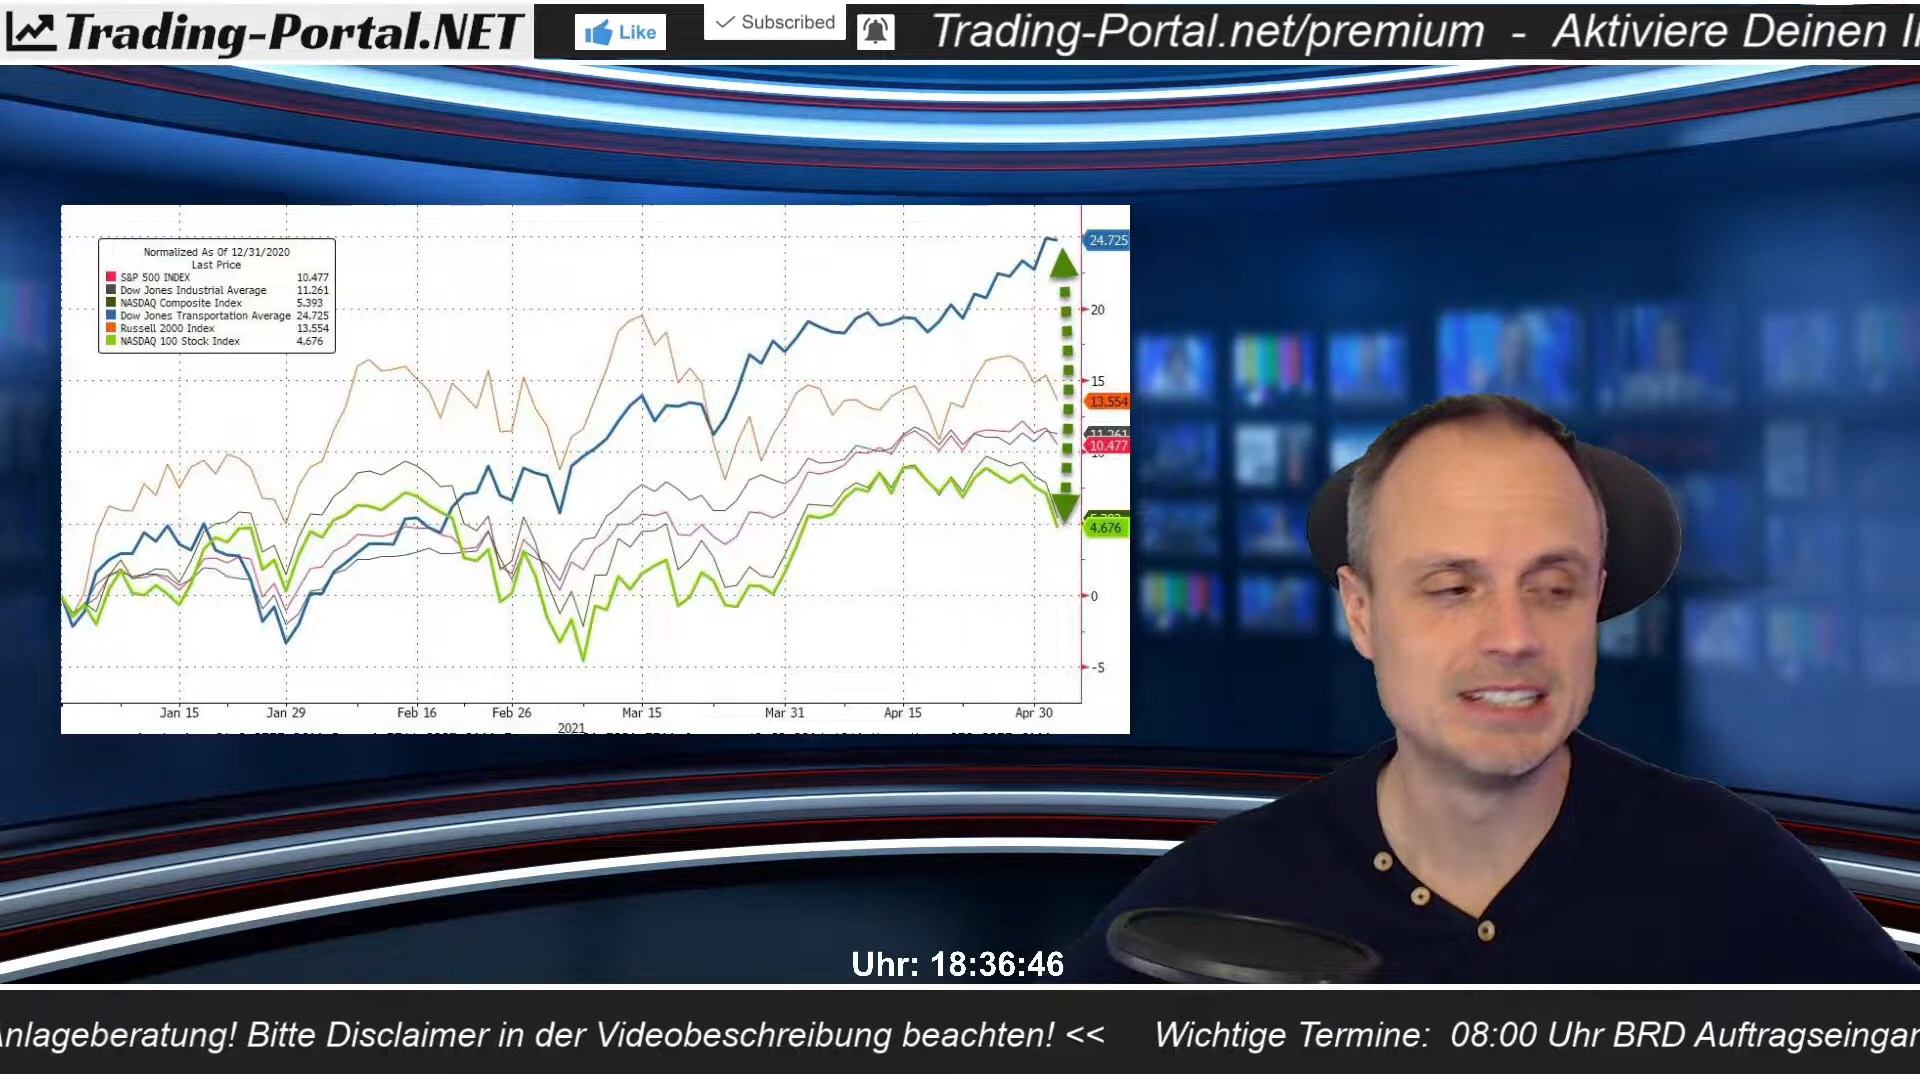 Trading-Portal.NET
Like
Subscribed
Trading-Portal.net/premium - Aktiviere Deinen
Normalized As Of 12/31/2020
Last Price
S&P 500 INDEX 10.477
Dow Jones Industrial Average 11.261
NASDAQ Composite Index 5.393
Dow Jones Transportation Average 24.725
Russell 2000 Index 13.554
NASDAQ 100 Stock Index 4.676
24.725
20
15
13.554
11.261
10.477
10
4.676
0
-5
Jan 15 Jan 29 Feb 16 Feb 26 Mar 15 Mar 31 Apr 15 Apr 30
2021
Uhr: 18:36:46
nlageberatung! Bitte Disclaimer in der Videobeschreibung beachten! << Wichtige Termine: 08:00 Uhr BRD Auftragseingan